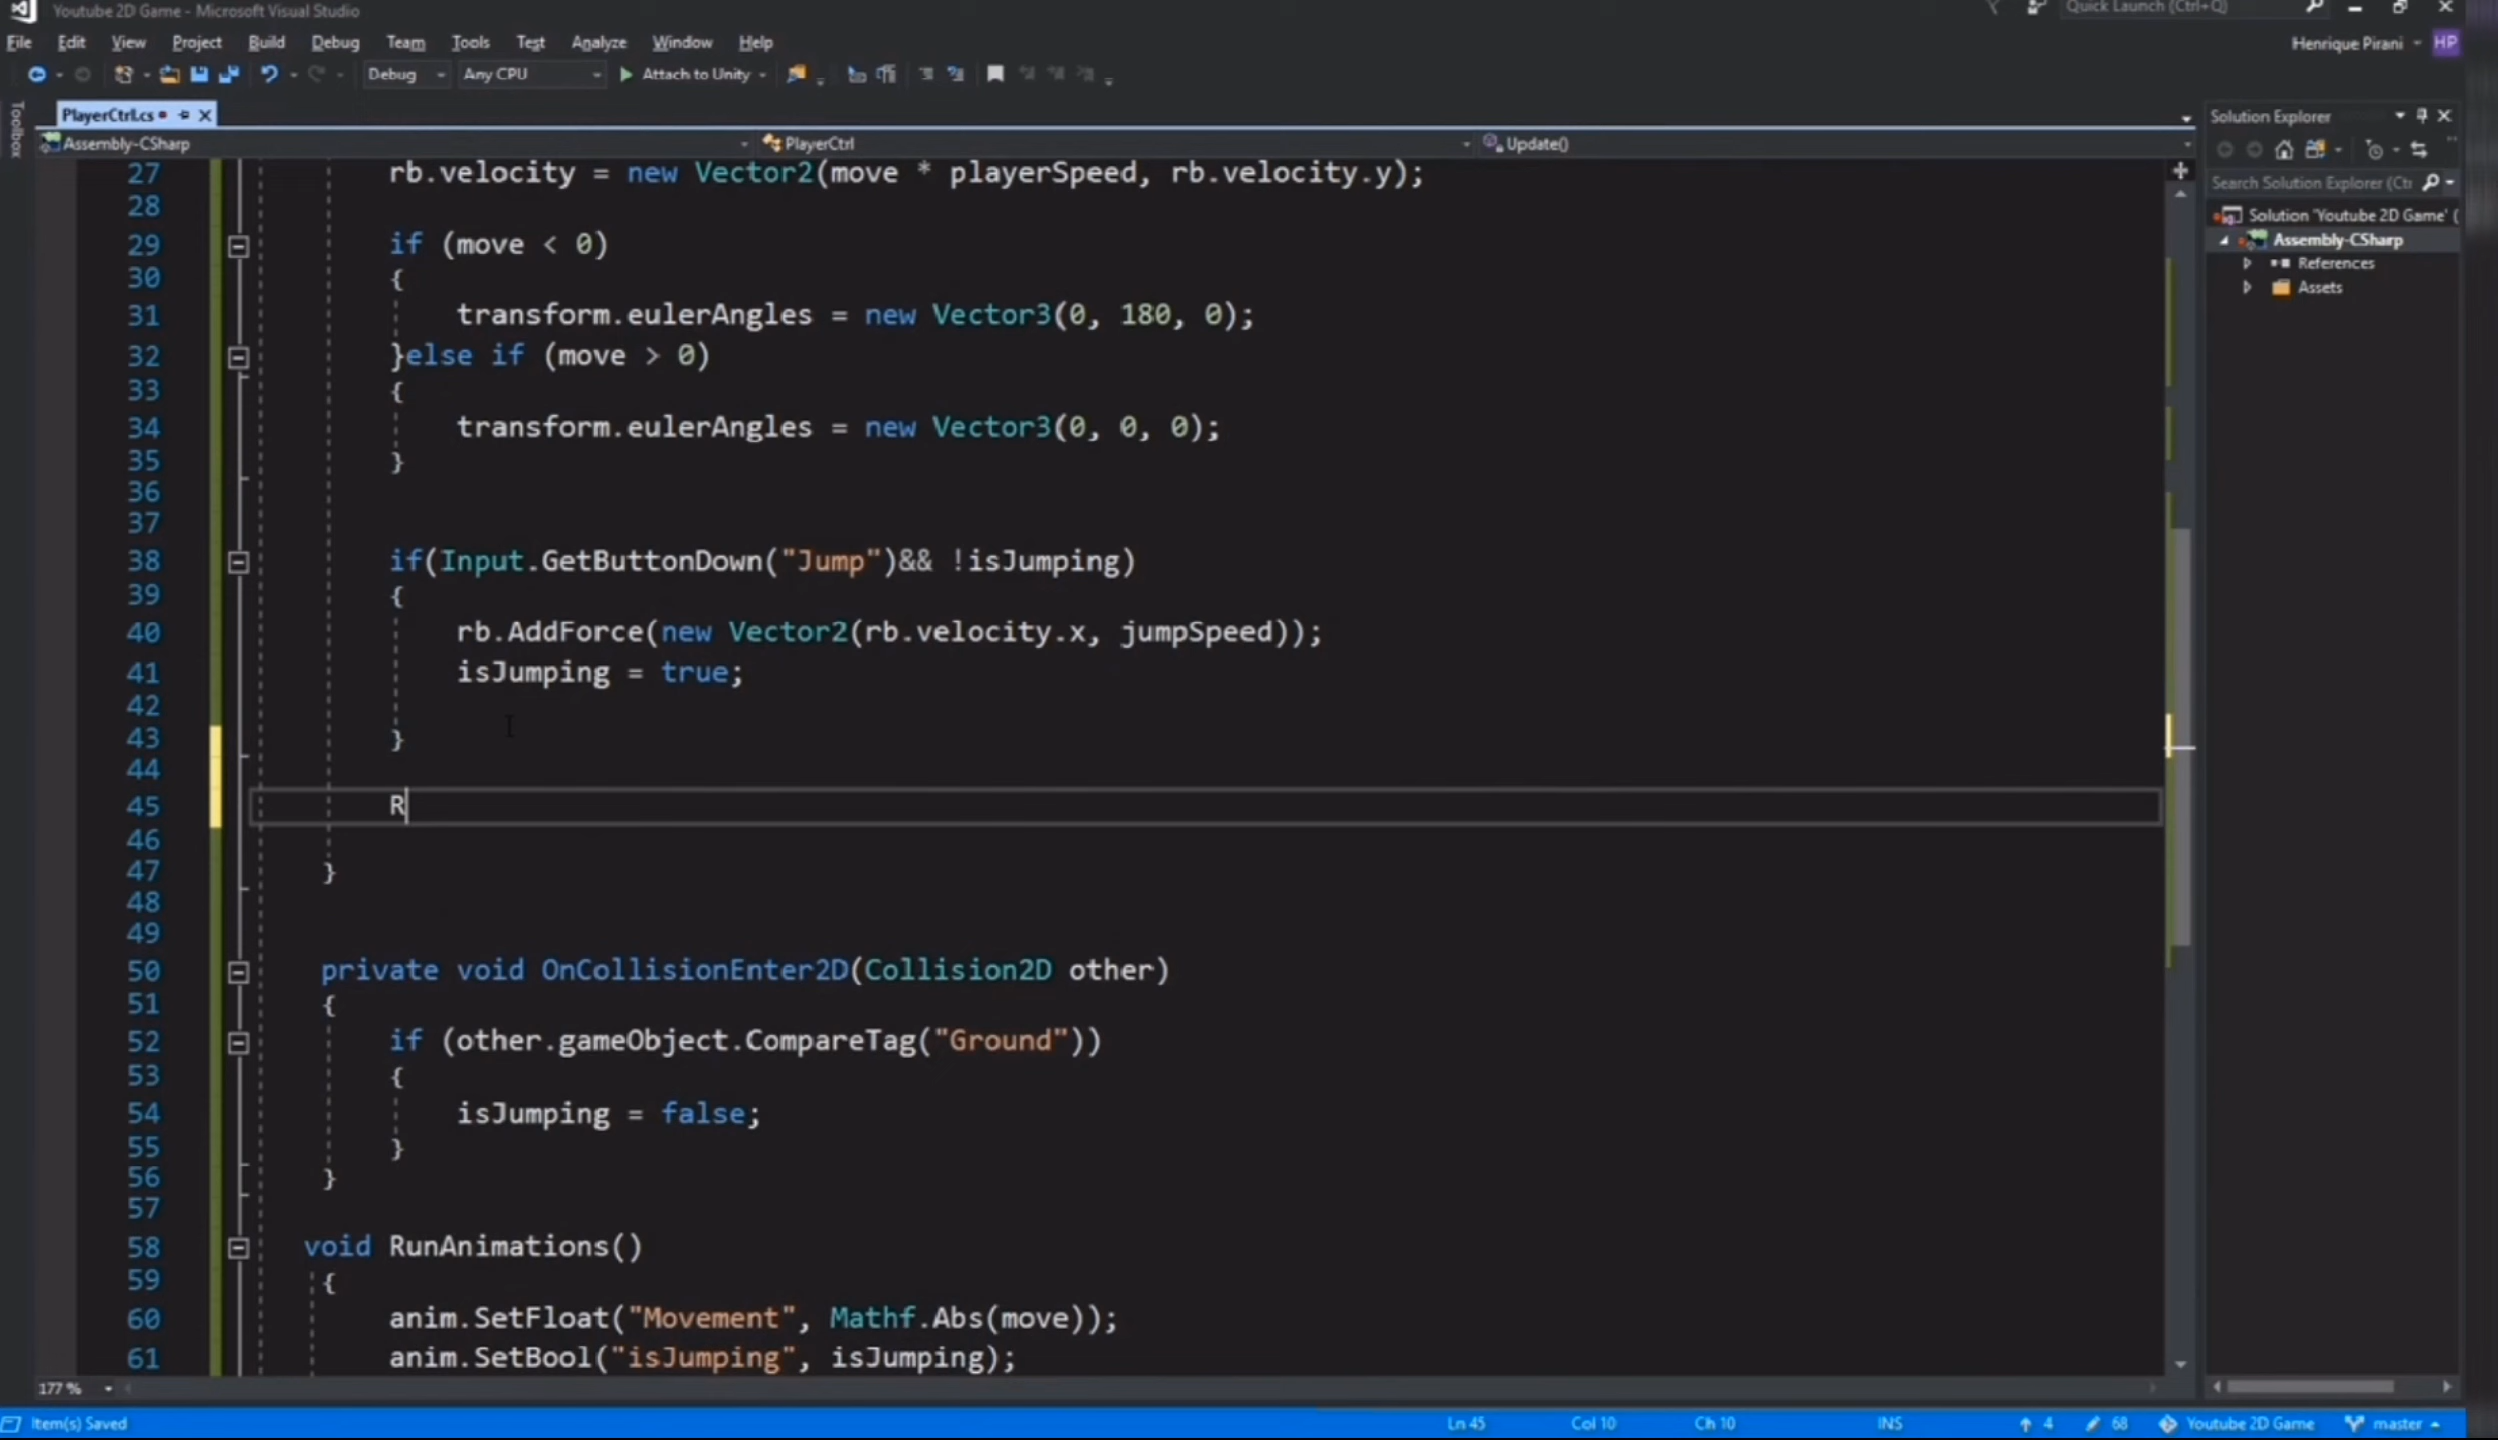 Youtube 2D Game - Microsoft Visual Studio
Quick Launch (Ctrl+Q)
File Edit View Project Build Debug Team Tools Test Analyze Window Help
Henrique Pirani HP
Debug Any CPU Attach to Unity
Toolbox
PlayerCtrl.cs
Assembly-CSharp PlayerCtrl Update()
27 rb.velocity = new Vector2(move * playerSpeed, rb.velocity.y);
28
29 if (move < 0)
30 {
31 transform.eulerAngles = new Vector3(0, 180, 0);
32 }else if (move > 0)
33 {
34 transform.eulerAngles = new Vector3(0, 0, 0);
35 }
36
37
38 if(Input.GetButtonDown("Jump")&& !isJumping)
39 {
40 rb.AddForce(new Vector2(rb.velocity.x, jumpSpeed));
41 isJumping = true;
42
43 }
44
45 R
46
47 }
48
49
50 private void OnCollisionEnter2D(Collision2D other)
51 {
52 if (other.gameObject.CompareTag("Ground"))
53 {
54 isJumping = false;
55 }
56 }
57
58 void RunAnimations()
59 {
60 anim.SetFloat("Movement", Mathf.Abs(move));
61 anim.SetBool("isJumping", isJumping);
177 %
Solution Explorer
Search Solution Explorer (Ctr
Solution 'Youtube 2D Game' (
Assembly-CSharp
References
Assets
Item(s) Saved Ln 45 Col 10 Ch 10 INS 4 68 Youtube 2D Game master